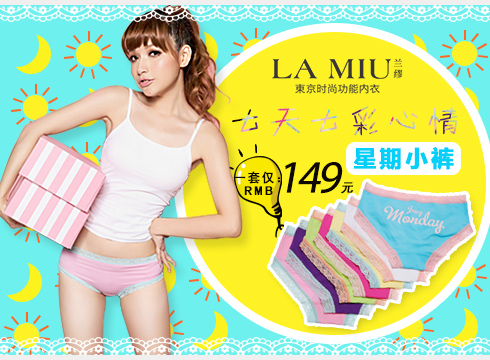 LA MIU 兰缪
東京时尚功能内衣
七天七彩心情
星期小裤
一套仅:
RMB 149元
Monday